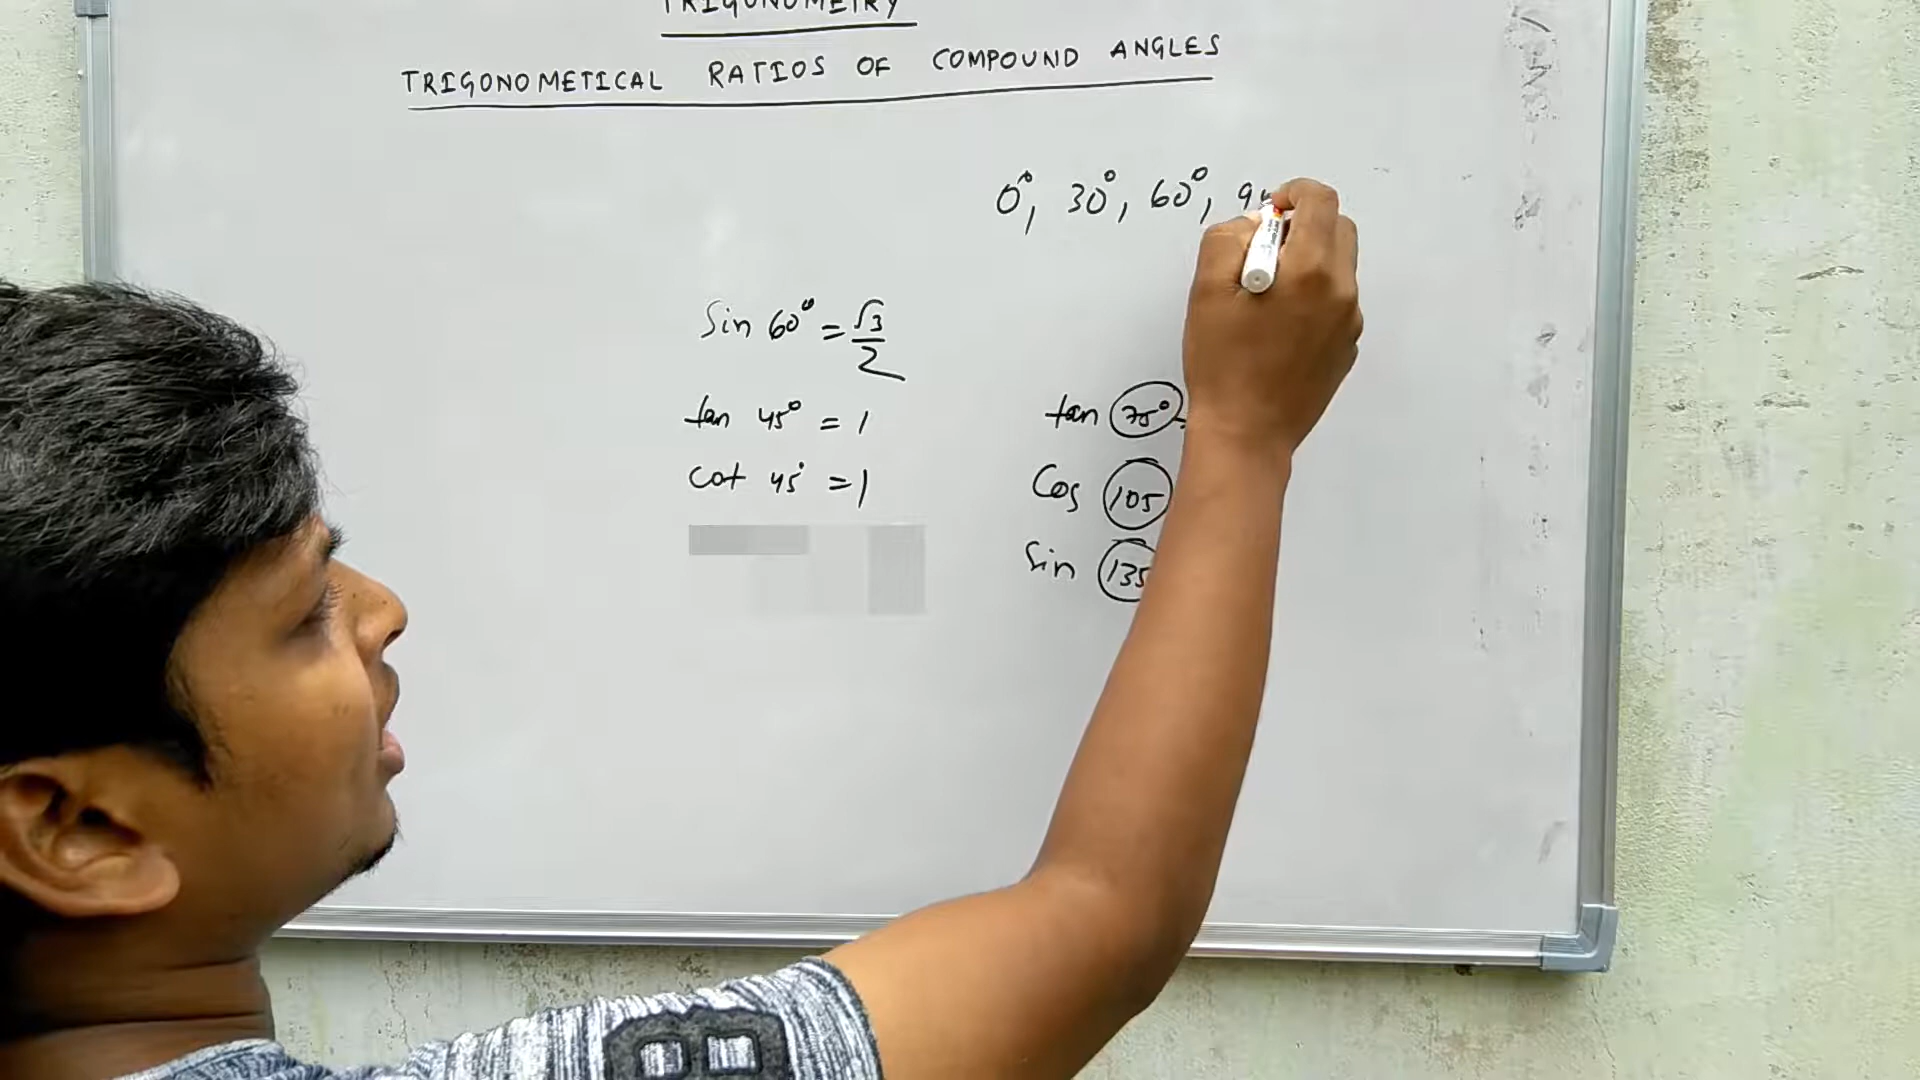 TRIGONOMETRY
TRIGONOMETICAL RATIOS OF COMPOUND ANGLES
0°, 30°, 60°, 9
Sin 60° = √3/2
tan 45° = 1
cot 45° = 1
tan 75° =
Cos 105
Sin 135
8